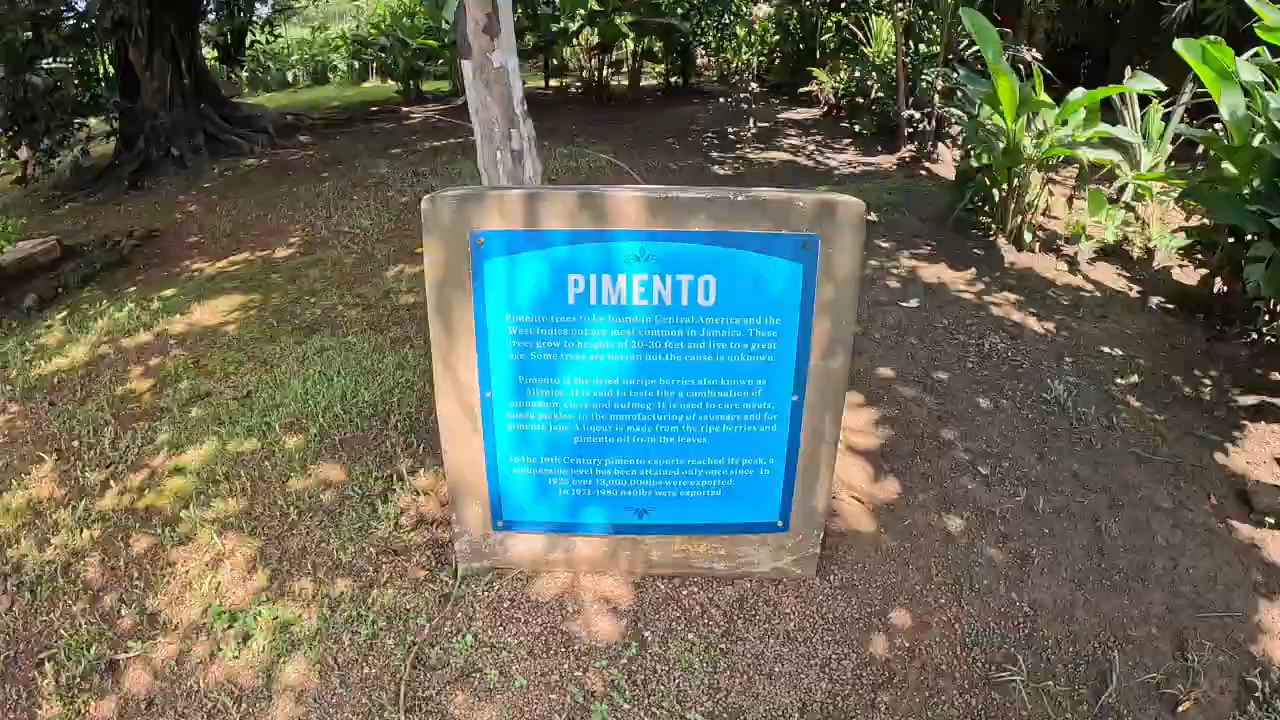 PIMENTO
Pimento trees to be found in Central America and the
West Indies but are most common in Jamaica. These
trees grow to heights of 20-30 feet and live to a great
age. Some trees are barren but the cause is unknown.
Pimento is the dried unripe berries also known as
Allspice. It is said to taste like a combination of
cinnamon, clove and nutmeg. It is used to cure meats,
pickles, in the manufacturing of sausages and for
pimento A liquor is made from the ripe berries and
pimento oil from the leaves.
In the 19th Century pimento exports reached its peak, a
comparable level has been attained only once since. In
over 13,000,000lbs were exported.
In were exported